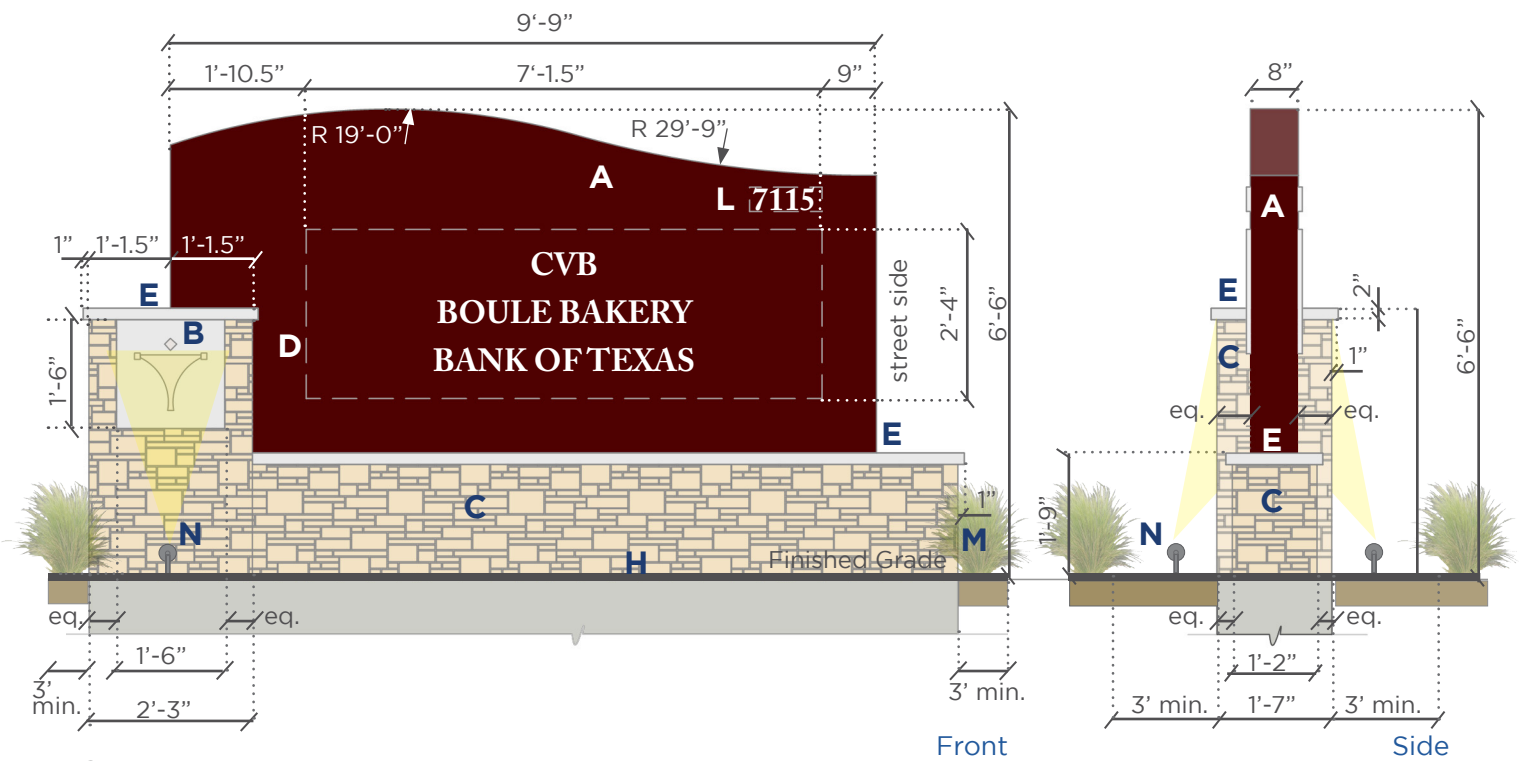 9‘-9”
1’-10.5” 7‘-1.5” 9”
8”
R 19’-0” R 29’-9”
A
L 7115
A
1” 1’-1.5” 1’-1.5”
CVB
BOULE BAKERY
BANK OF TEXAS
D
E
B
1’-6”
street side
2’-4”
6’-6”
E
C
N
H
Finished Grade
1”
M
eq. eq.
1’-6”
3’
min.
2’-3”
3’ min.
Front
E
2”
C
1”
6’-6”
eq. eq.
E
C
1’-9”
N
eq. eq.
1’-2”
3’ min. 1’-7” 3’ min.
Side